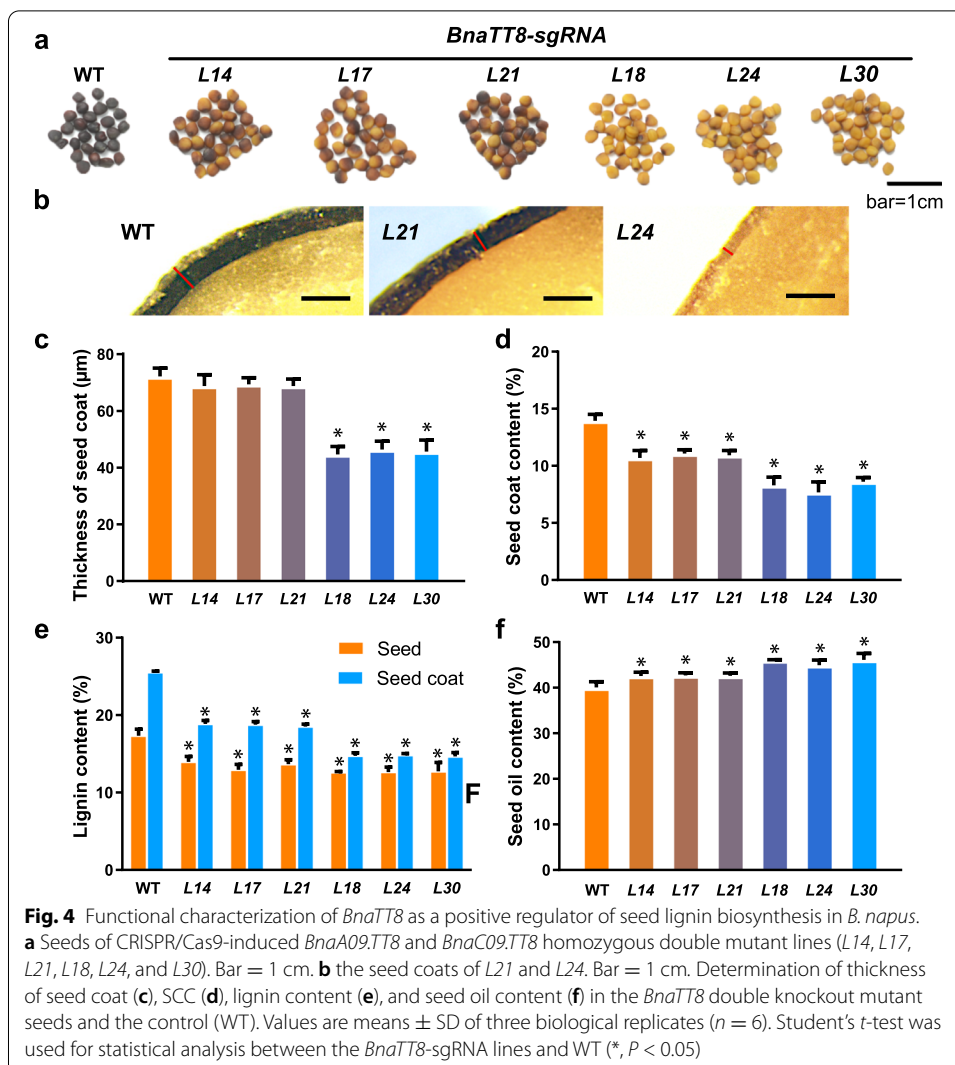 a
BnaTT8-sgRNA
WT L14 L17 L21 L18 L24 L30
bar=1cm
b
WT L21 L24
c
Thickness of seed coat (µm)
80
60
40
20
0
* * *
WT L14 L17 L21 L18 L24 L30
d
Seed coat content (%)
20
15
10
5
0
* * * * * *
WT L14 L17 L21 L18 L24 L30
e
Lignin content (%)
30
20
10
0
Seed
Seed coat
* * * * * * * * * * * *
F
WT L14 L17 L21 L18 L24 L30
f
Seed oil content (%)
50
40
30
20
10
0
* * * * * *
WT L14 L17 L21 L18 L24 L30
Fig. 4 Functional characterization of BnaTT8 as a positive regulator of seed lignin biosynthesis in B. napus.
a Seeds of CRISPR/Cas9-induced BnaA09.TT8 and BnaC09.TT8 homozygous double mutant lines (L14, L17,
L21, L18, L24, and L30). Bar = 1 cm. b the seed coats of L21 and L24. Bar = 1 cm. Determination of thickness
of seed coat (c), SCC (d), lignin content (e), and seed oil content (f) in the BnaTT8 double knockout mutant
seeds and the control (WT). Values are means ± SD of three biological replicates (n = 6). Student's t-test was
used for statistical analysis between the BnaTT8-sgRNA lines and WT (*, P < 0.05)